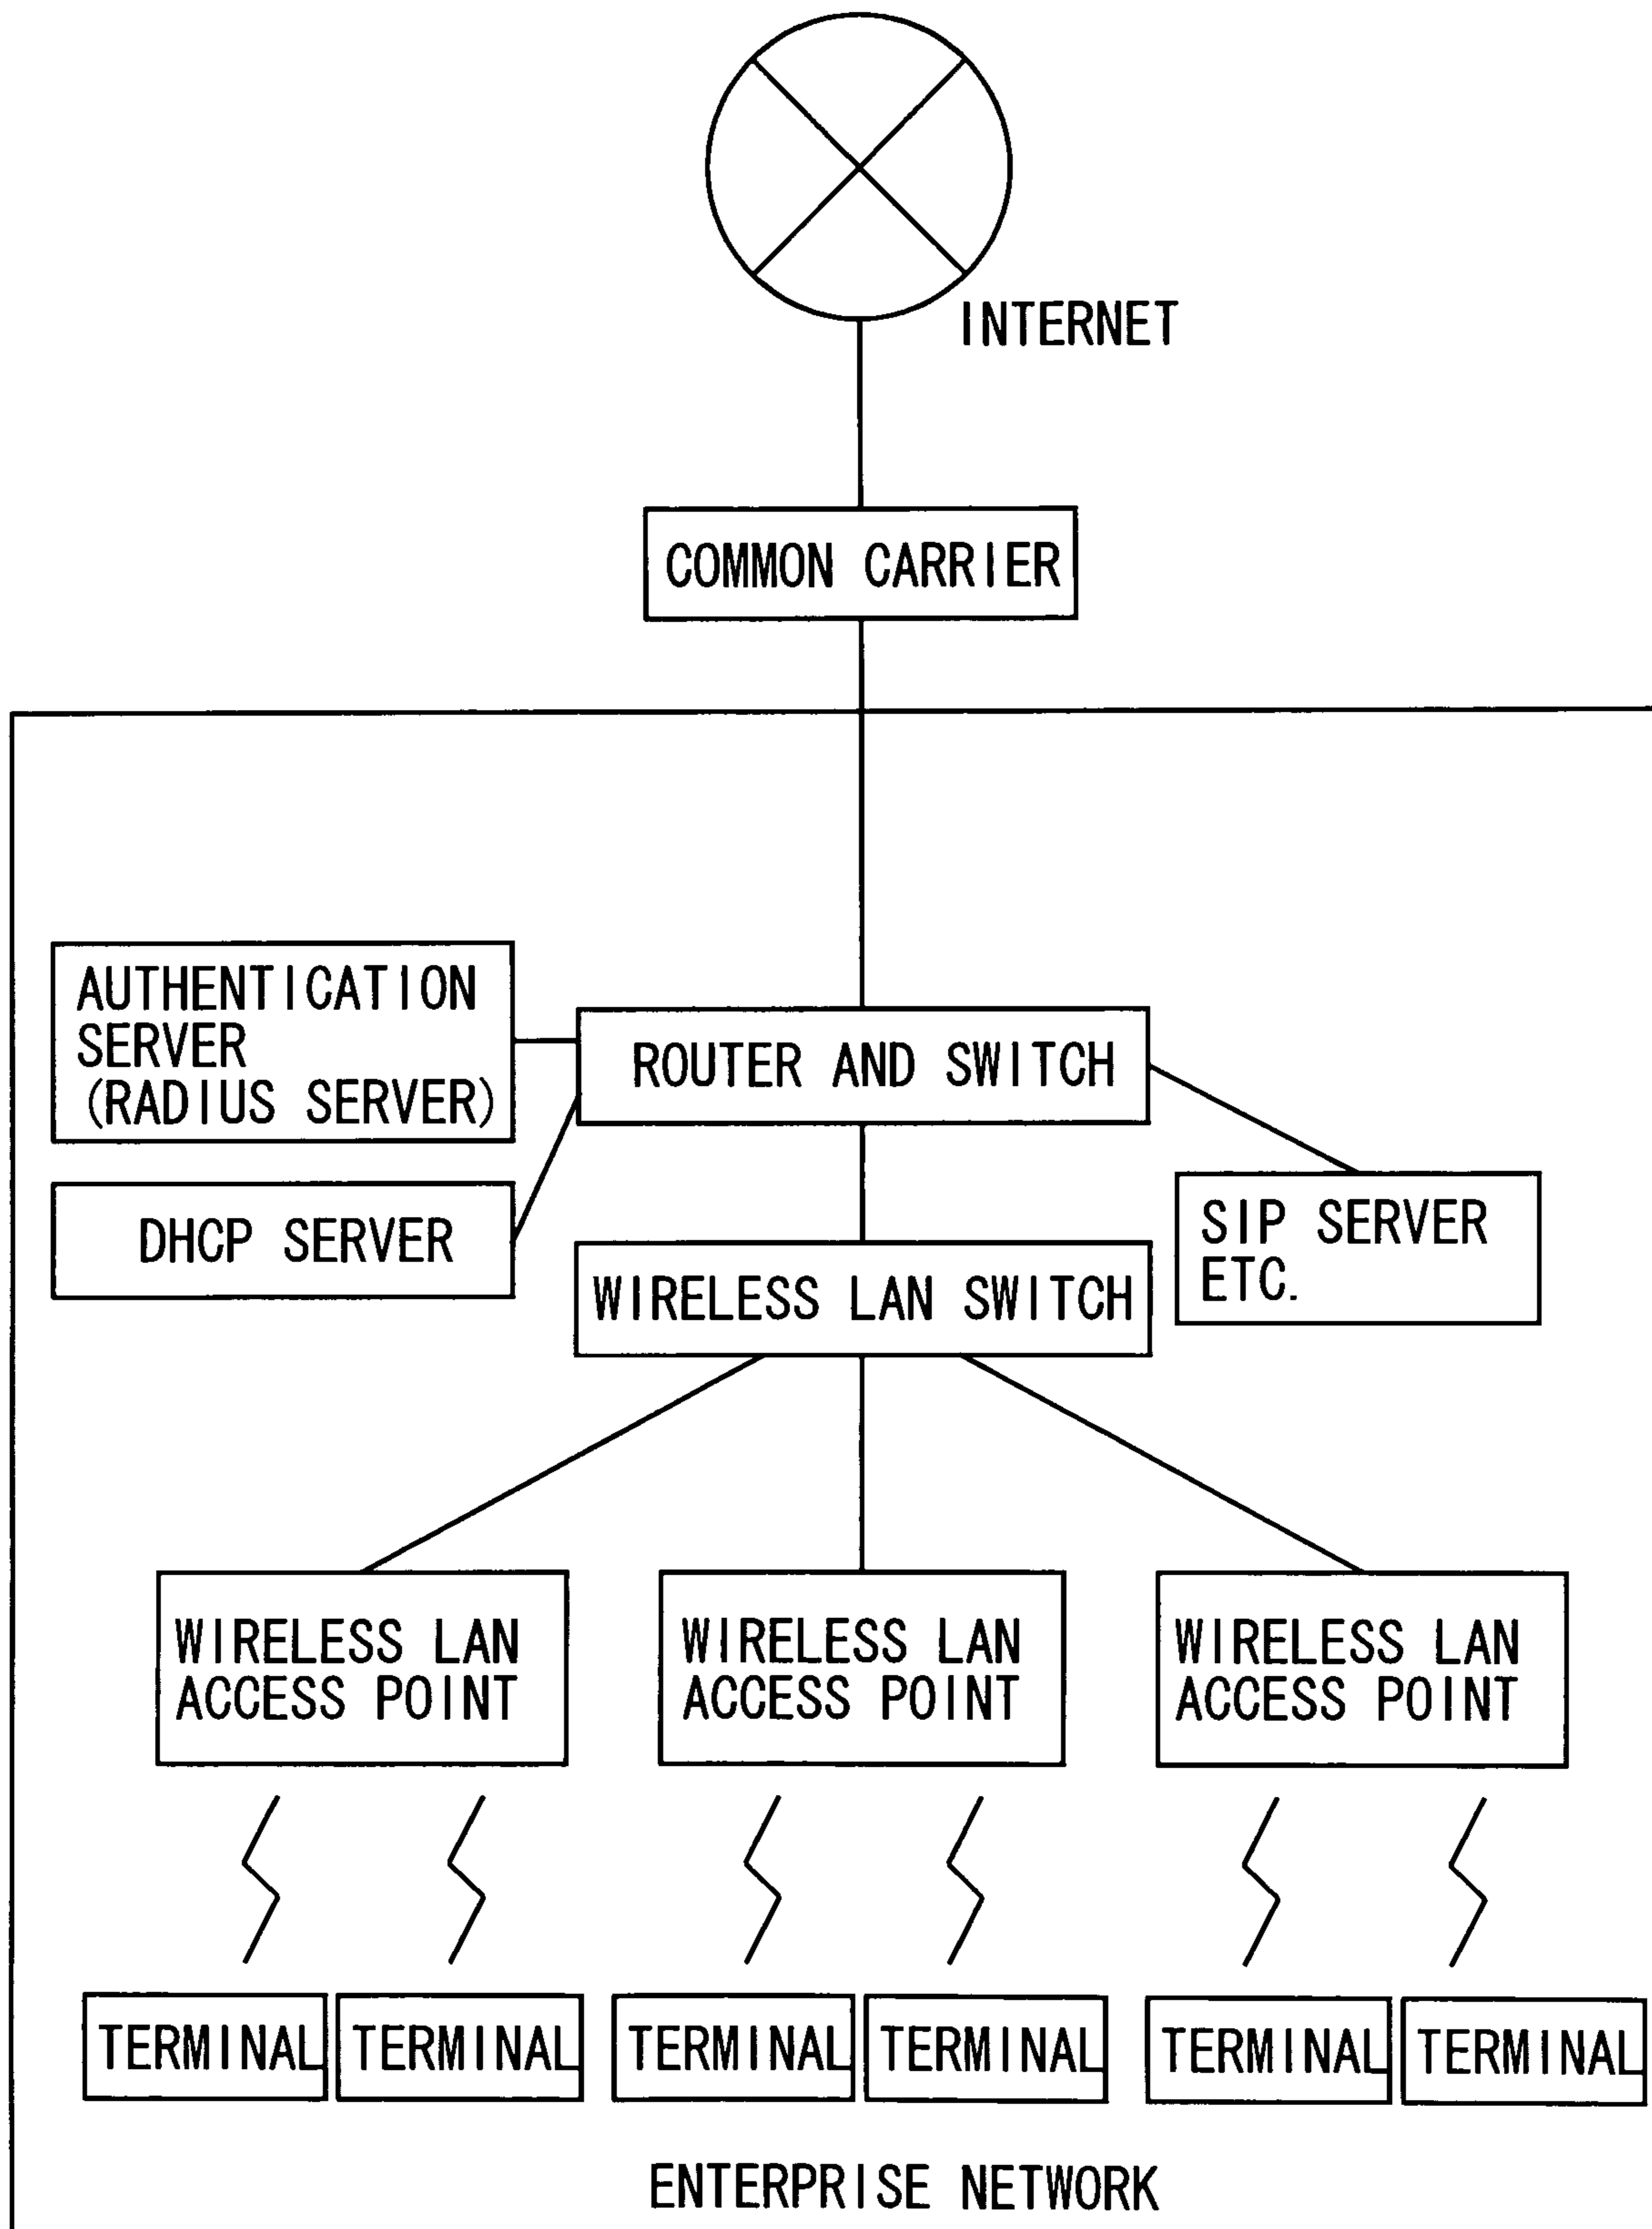 INTERNET
COMMON CARRIER
AUTHENTICATION
SERVER
(RADIUS SERVER)
ROUTER AND SWITCH
DHCP SERVER
SIP SERVER
ETC.
WIRELESS LAN SWITCH
WIRELESS LAN
ACCESS POINT
WIRELESS LAN
ACCESS POINT
WIRELESS LAN
ACCESS POINT
TERMINAL
TERMINAL
TERMINAL
TERMINAL
TERMINAL
TERMINAL
ENTERPRISE NETWORK